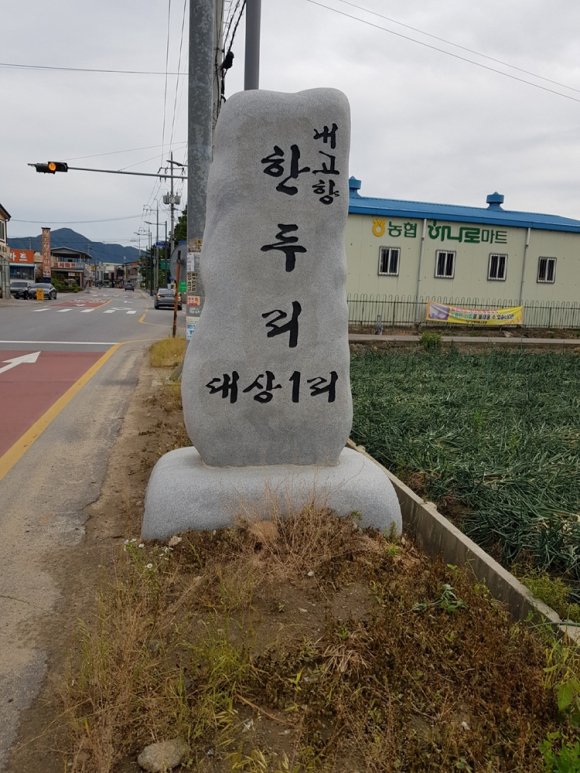 내고향
한두리
대상1리
농협 하나로마트